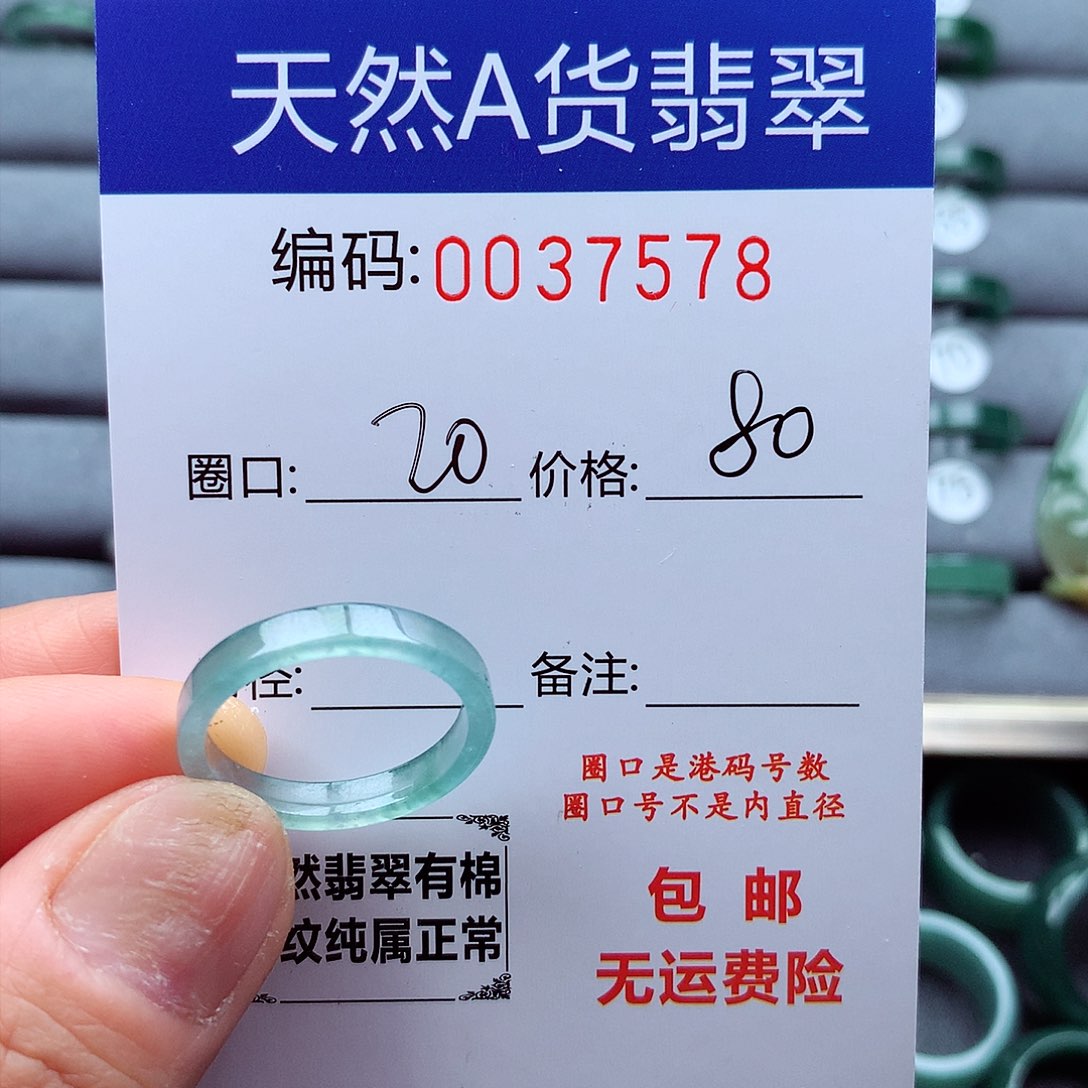 天然A货翡翠
编码:0037578
圈口: 20 价格: 80
径: 备注:
圈口是港码号数
圈口号不是内直径
然翡翠有棉
纹纯属正常
包 邮
无运费险